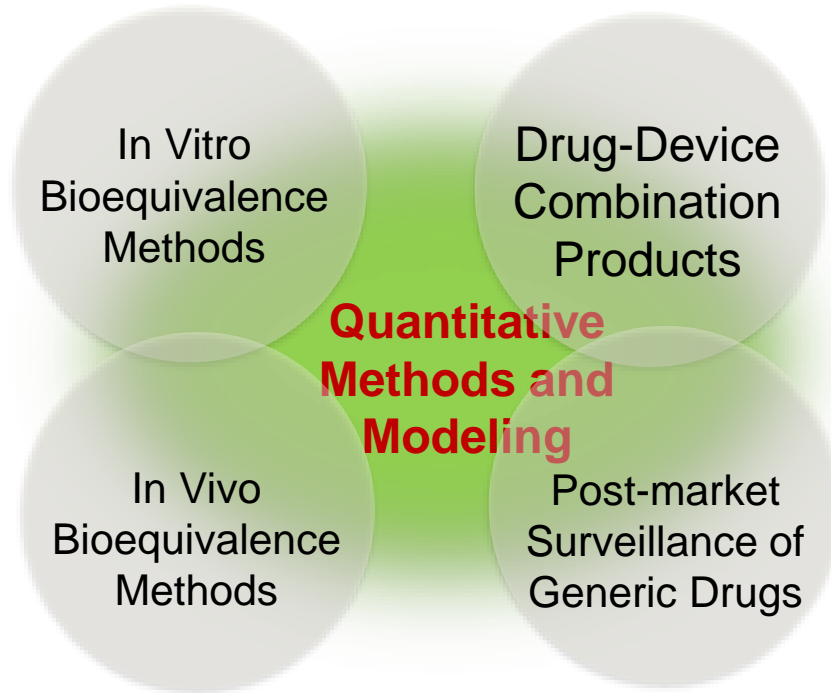 In Vitro
Bioequivalence
Methods
Drug-Device
Combination
Products
Quantitative
Methods and
Modeling
In Vivo
Bioequivalence
Methods
Post-market
Surveillance of
Generic Drugs